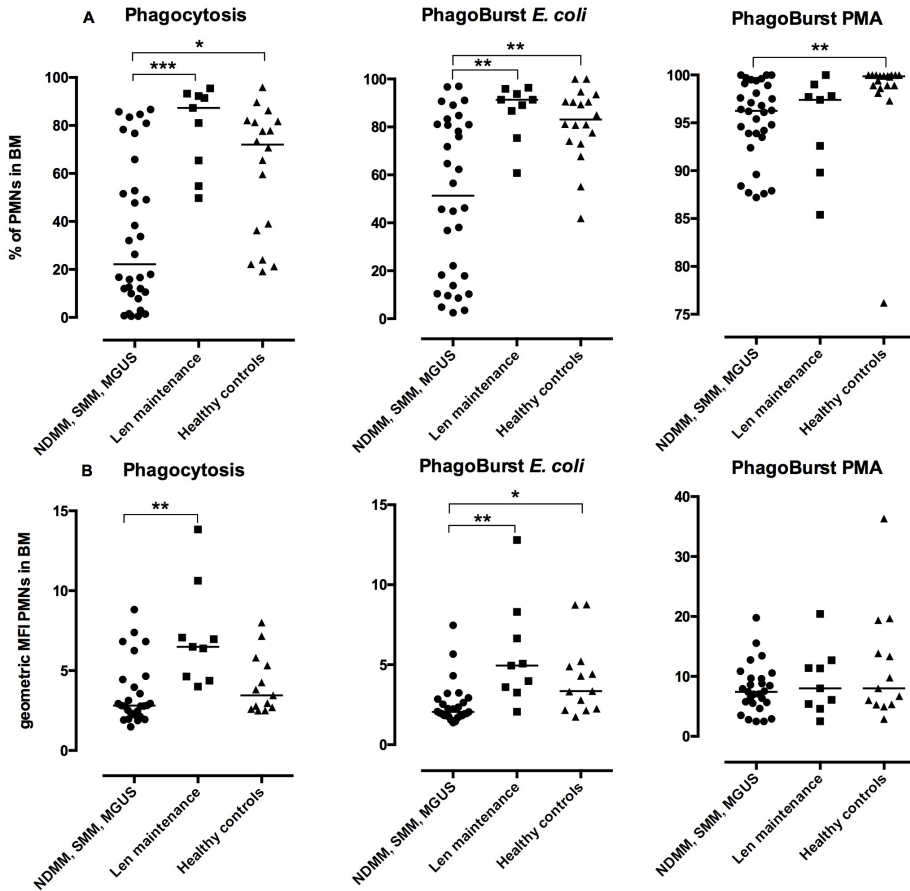 A
Phagocytosis
PhagoBurst E. coli
PhagoBurst PMA
% of PMNs in BM
100
80
60
40
20
0
***
*
NDMM, SMM, MGUS
Len maintenance
Healthy controls
100
80
60
40
20
0
**
**
NDMM, SMM, MGUS
Len maintenance
Healthy controls
100
95
90
85
80
75
**
NDMM, SMM, MGUS
Len maintenance
Healthy controls
B
Phagocytosis
PhagoBurst E. coli
PhagoBurst PMA
geometric MFI PMNs in BM
15
10
5
0
**
NDMM, SMM, MGUS
Len maintenance
Healthy controls
15
10
5
0
*
**
NDMM, SMM, MGUS
Len maintenance
Healthy controls
40
30
20
10
0
NDMM, SMM, MGUS
Len maintenance
Healthy controls